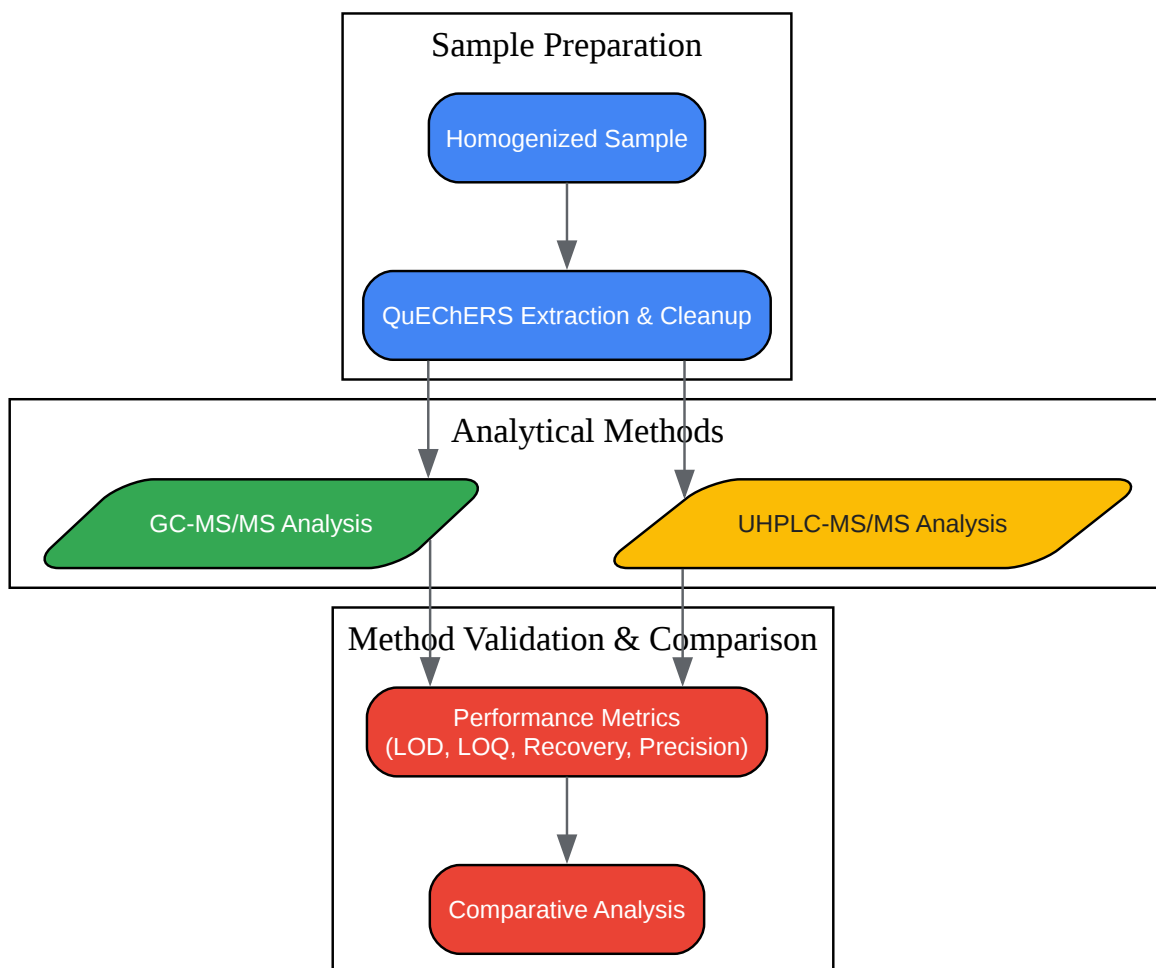 Sample Preparation
Homogenized Sample
QuEChERS Extraction & Cleanup
Analytical Methods
GC-MS/MS Analysis
UHPLC-MS/MS Analysis
Method Validation & Comparison
Performance Metrics
(LOD, LOQ, Recovery, Precision)
Comparative Analysis